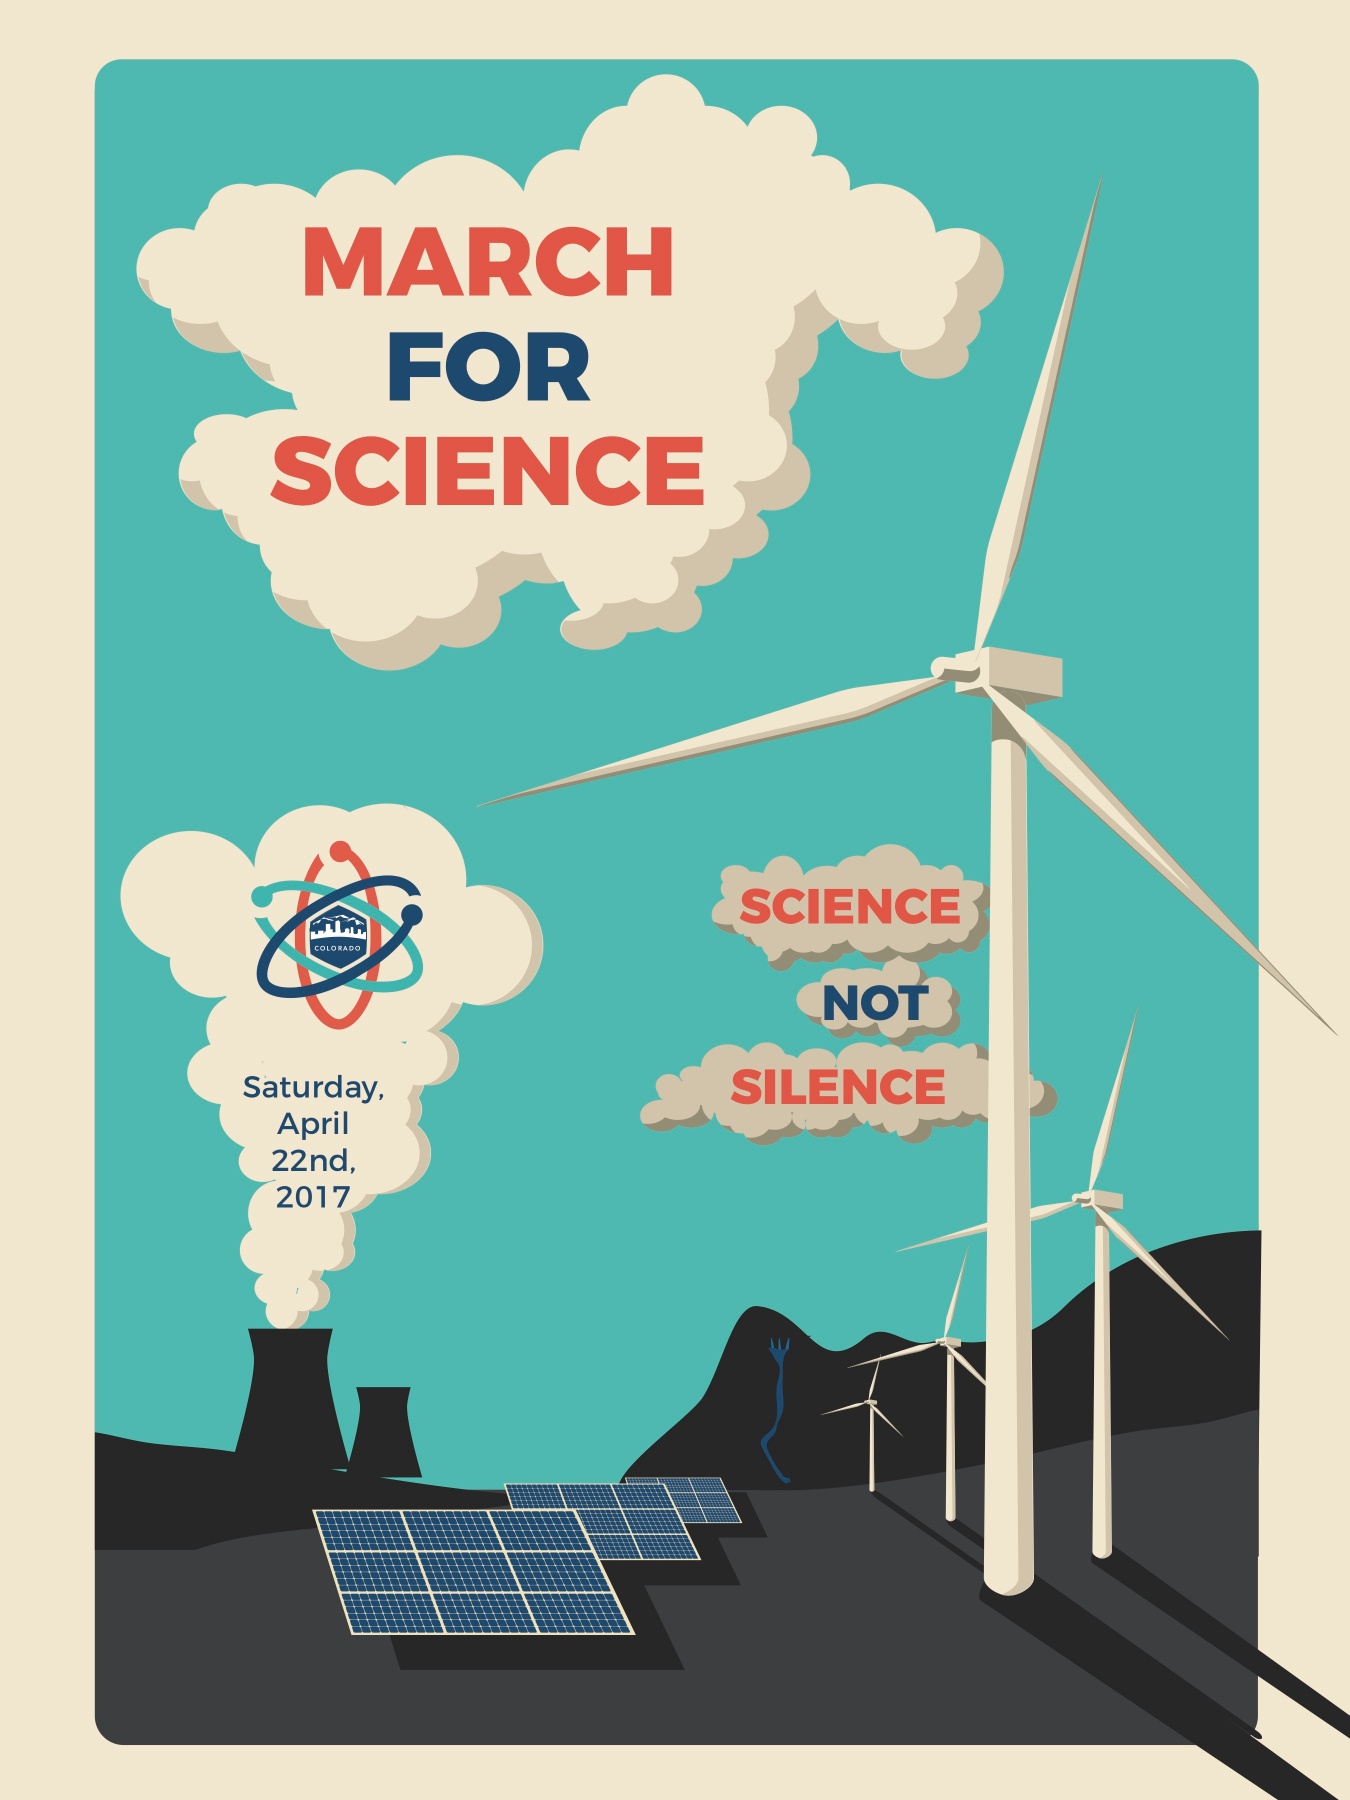 MARCH
FOR
SCIENCE
COLORADO
Saturday,
April
22nd,
2017
SCIENCE
NOT
SILENCE